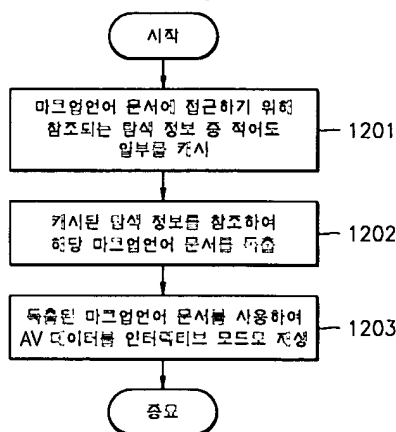 시작
마크업언어 문서에 접근하기 위해
참조되는 탐색 정보 중 적어도
일부를 캐시
1201
캐시된 탐색 정보를 참조하여
해당 마크업언어 문서를 독출
1202
독출된 마크업언어 문서를 사용하여
AV 데이터를 인터랙티브 모드로 재생
1203
종료